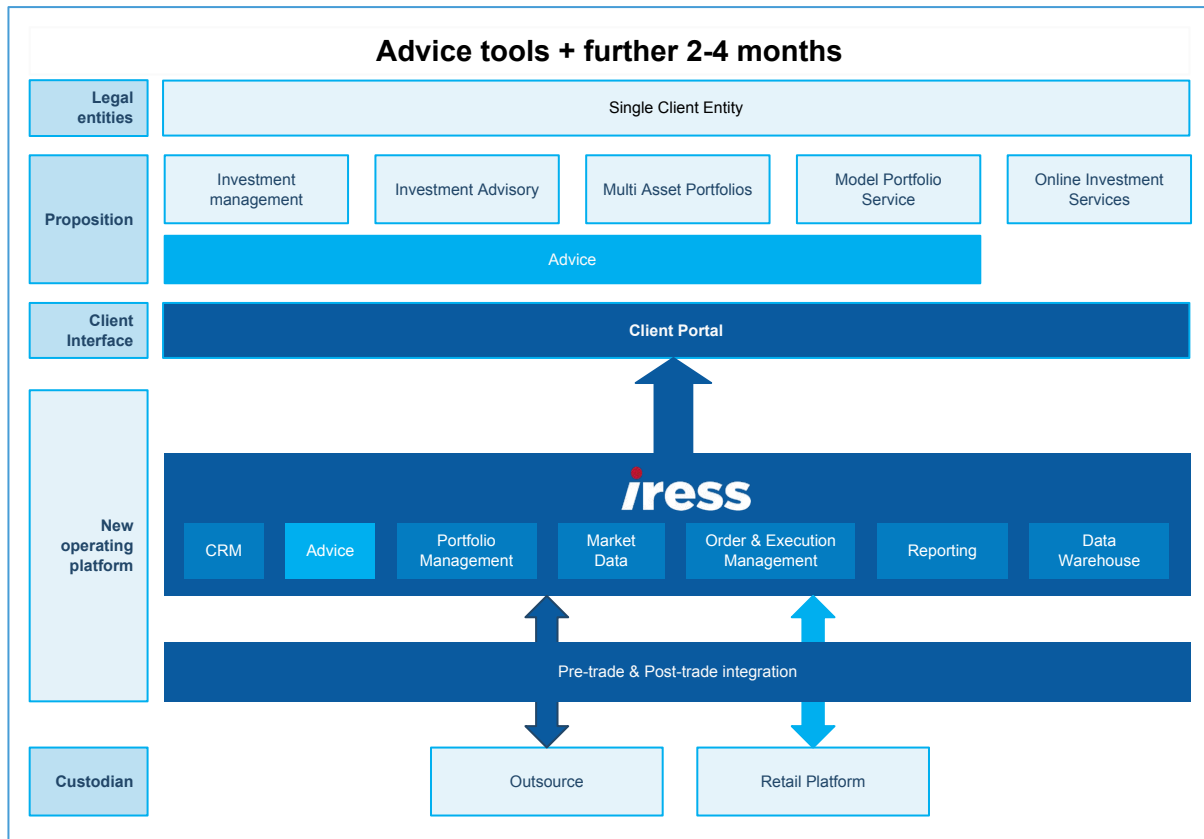 Advice tools + further 2-4 months
Legal
entities
Single Client Entity
Proposition
Investment
management
Investment Advisory
Multi Asset Portfolios
Model Portfolio
Service
Online Investment
Services
Advice
Client
Interface
Client Portal
New
operating
platform
iress
CRM
Advice
Portfolio
Management
Market
Data
Order & Execution
Management
Reporting
Data
Warehouse
Pre-trade & Post-trade integration
Custodian
Outsource
Retail Platform